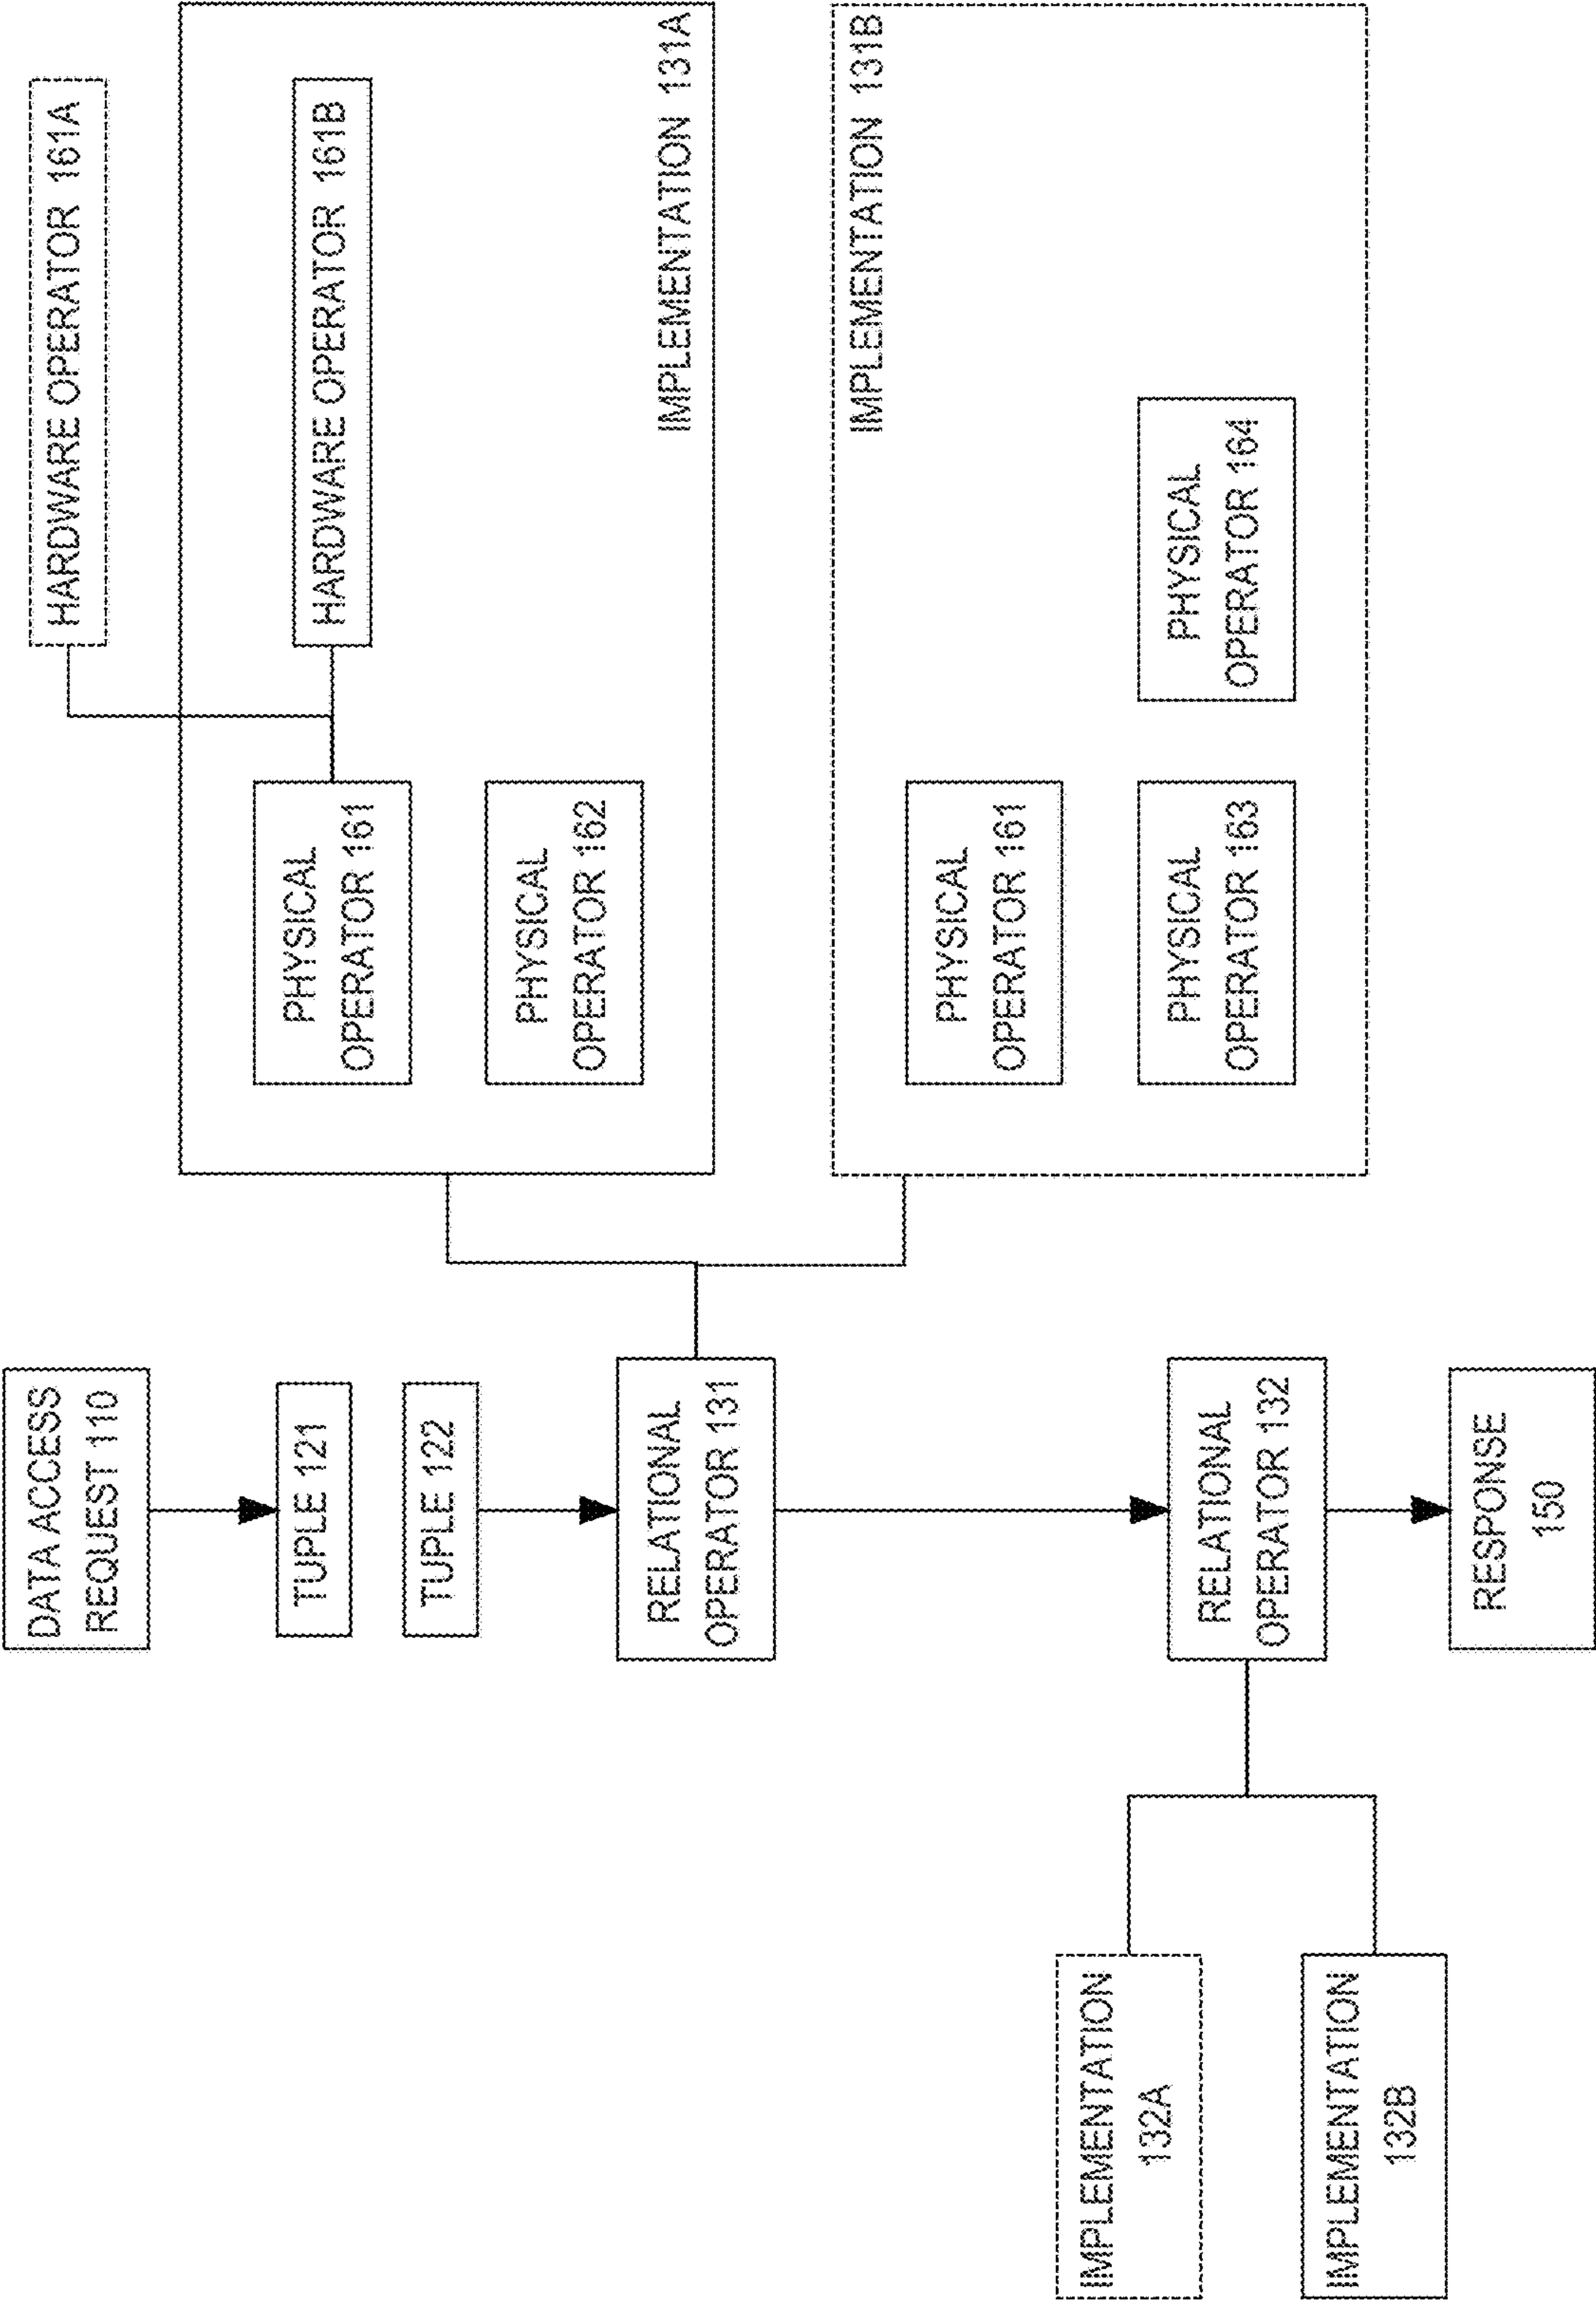 DATA ACCESS
REQUEST 110
TUPLE 121
TUPLE 122
RELATIONAL
OPERATOR 131
RELATIONAL
OPERATOR 132
RESPONSE
150
IMPLEMENTATION
132A
IMPLEMENTATION
132B
HARDWARE OPERATOR 161A
HARDWARE OPERATOR 161B
PHYSICAL
OPERATOR 161
PHYSICAL
OPERATOR 162
IMPLEMENTATION 131A
IMPLEMENTATION 131B
PHYSICAL
OPERATOR 161
PHYSICAL
OPERATOR 163
PHYSICAL
OPERATOR 164